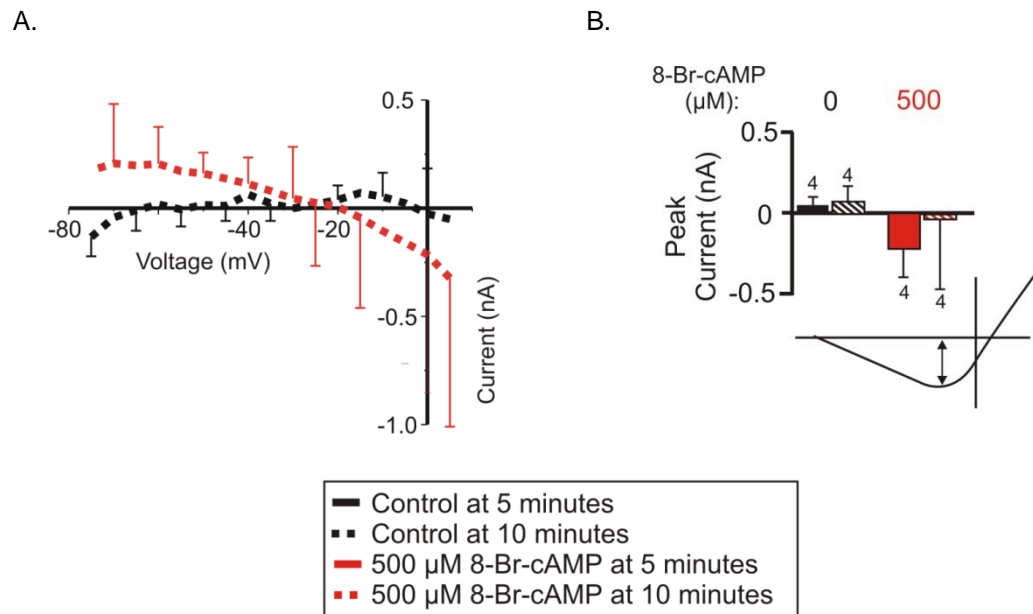 A.
B.
0.5
-80
-20
-40
Voltage (mV)
-0.5
-1.0
Current (nA)
8-Br-cAMP
(µM):
0
500
0.5
0
-0.5
Peak
Current (nA)
4
4
4
4
Control at 5 minutes
Control at 10 minutes
500 µM 8-Br-cAMP at 5 minutes
500 µM 8-Br-cAMP at 10 minutes